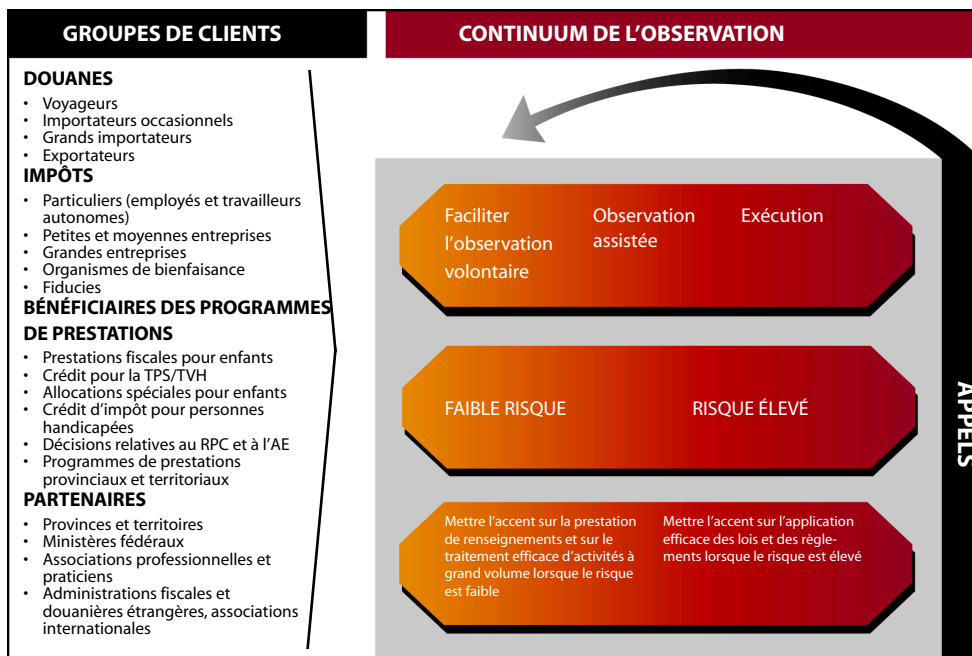 GROUPES DE CLIENTS
DOUANES
• Voyageurs
• Importateurs occasionnels
• Grands importateurs
• Exportateurs
IMPÔTS
• Particuliers (employés et travailleurs
autonomes)
• Petites et moyennes entreprises
• Grandes entreprises
• Organismes de bienfaisance
• Fiducies
BÉNÉFICIAIRES DES PROGRAMMES
DE PRESTATIONS
• Prestations fiscales pour enfants
• Crédit pour la TPS/TVH
• Allocations spéciales pour enfants
• Crédit d'impôt pour personnes
handicapées
• Décisions relatives au RPC et à l'AE
• Programmes de prestations
provinciaux et territoriaux
PARTENAIRES
• Provinces et territoires
• Ministères fédéraux
• Associations professionnelles et
praticiens
• Administrations fiscales et
douanières étrangères, associations
internationales
CONTINUUM DE L'OBSERVATION
Faciliter
l'observation
volontaire
Observation
assistée
Exécution
FAIBLE RISQUE
RISQUE ÉLEVÉ
Mettre l'accent sur la prestation
de renseignements et sur le
traitement efficace d'activités à
grand volume lorsque le risque
est faible
Mettre l'accent sur l'application
efficace des lois et des règle-
ments lorsque le risque est élevé
APPELS